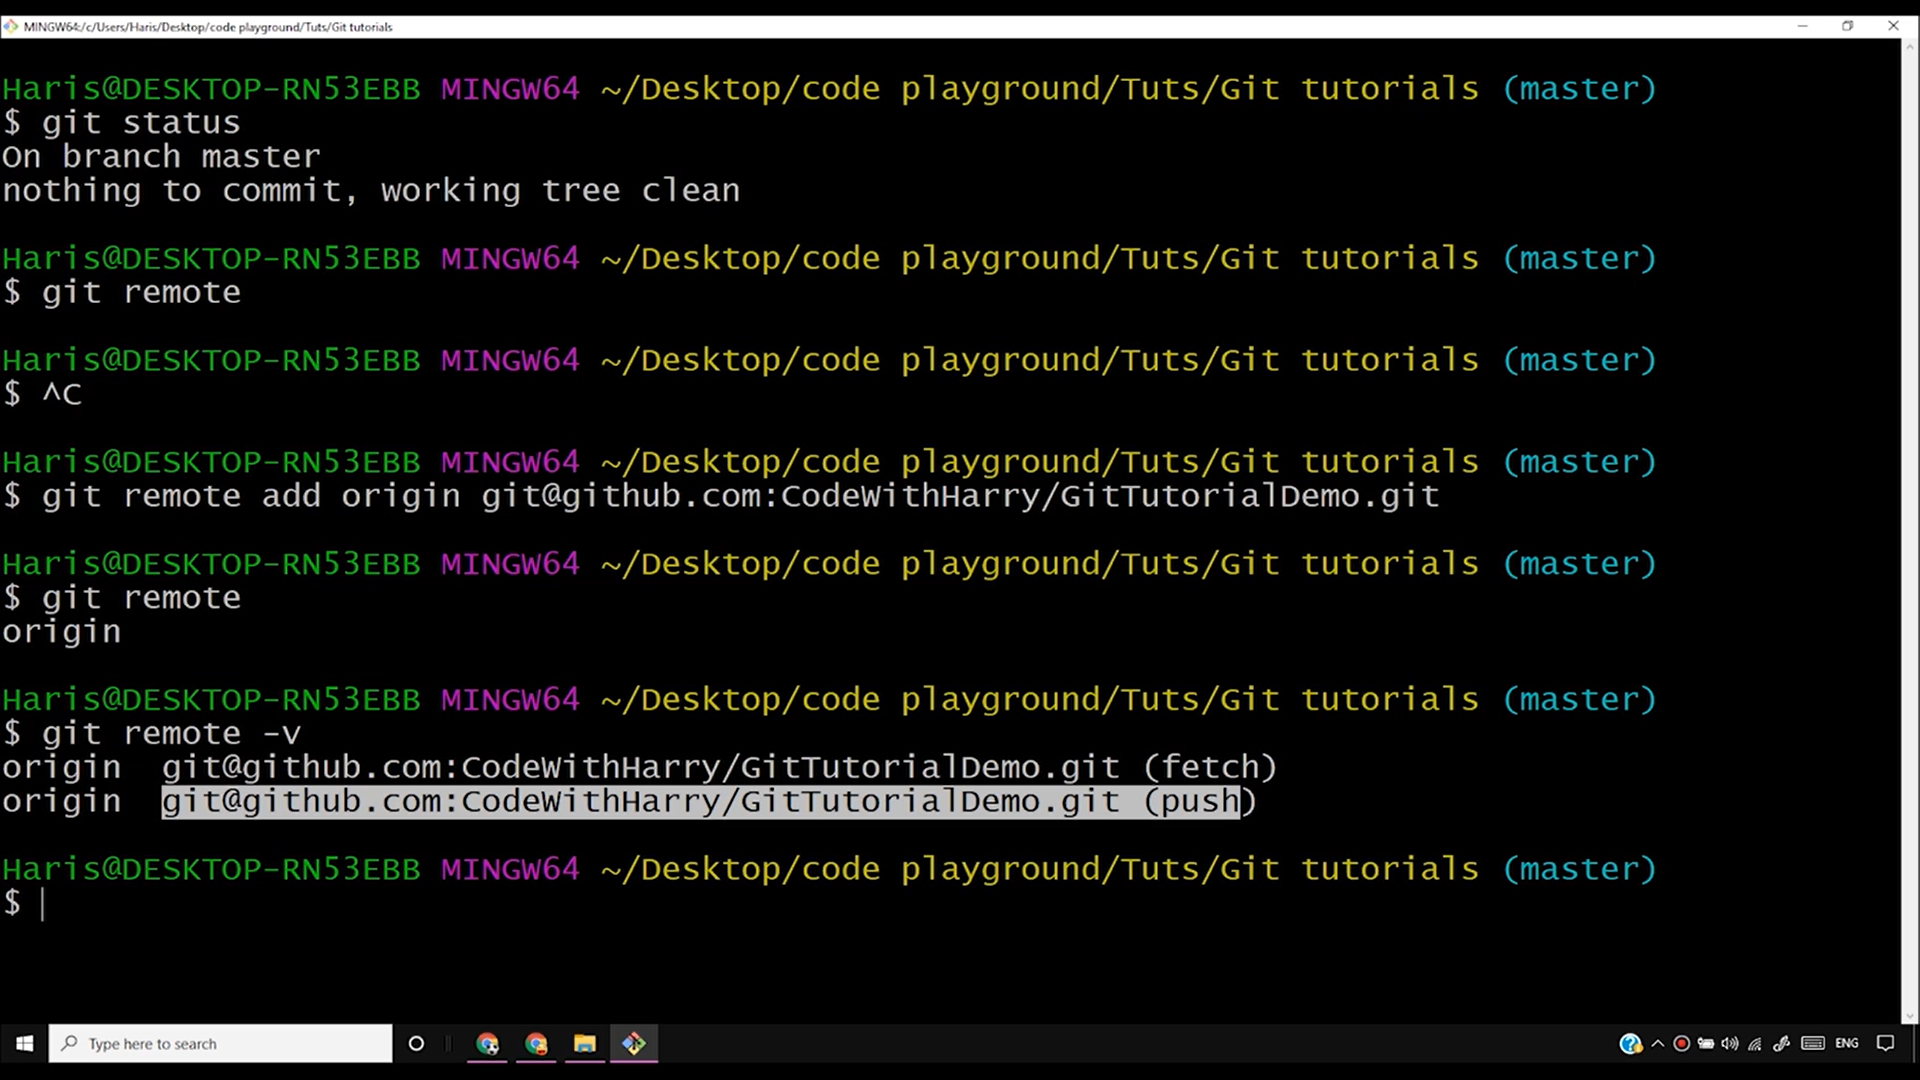 MINGW64:/c/Users/Haris/Desktop/code playground/Tuts/Git tutorials
Haris@DESKTOP-RN53EBB MINGW64 ~/Desktop/code playground/Tuts/Git tutorials (master)
$ git status
On branch master
nothing to commit, working tree clean
Haris@DESKTOP-RN53EBB MINGW64 ~/Desktop/code playground/Tuts/Git tutorials (master)
$ git remote
Haris@DESKTOP-RN53EBB MINGW64 ~/Desktop/code playground/Tuts/Git tutorials (master)
$ ^C
Haris@DESKTOP-RN53EBB MINGW64 ~/Desktop/code playground/Tuts/Git tutorials (master)
$ git remote add origin git@github.com:CodeWithHarry/GitTutorialDemo.git
Haris@DESKTOP-RN53EBB MINGW64 ~/Desktop/code playground/Tuts/Git tutorials (master)
$ git remote
origin
Haris@DESKTOP-RN53EBB MINGW64 ~/Desktop/code playground/Tuts/Git tutorials (master)
$ git remote -v
origin  git@github.com:CodeWithHarry/GitTutorialDemo.git (fetch)
origin  git@github.com:CodeWithHarry/GitTutorialDemo.git (push)
Haris@DESKTOP-RN53EBB MINGW64 ~/Desktop/code playground/Tuts/Git tutorials (master)
$
Type here to search
ENG